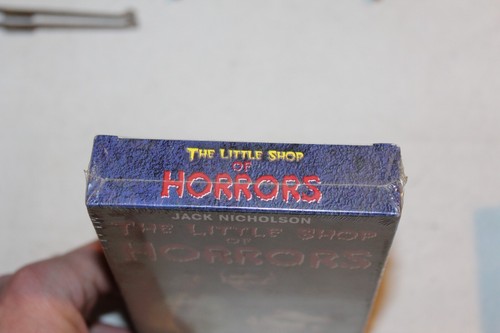 THE LITTLE SHOP
OF
HORRORS
JACK NICHOLSON
THE LITTLE SHOP
OF
HORRORS